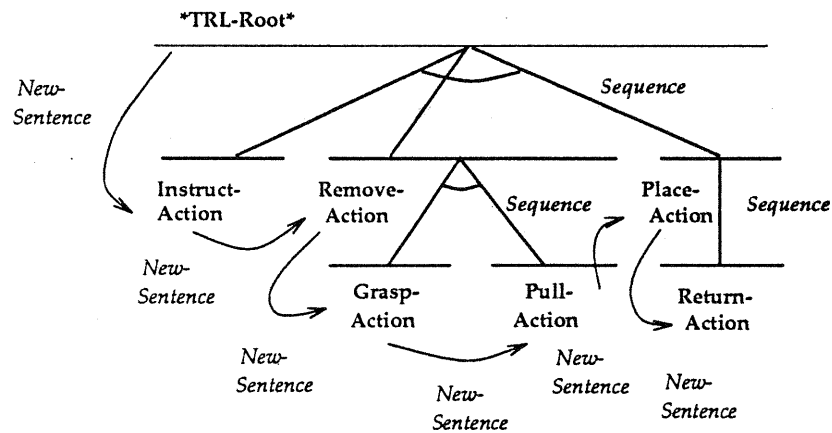 *TRL-Root*
New-
Sentence
Sequence
Instruct-
Action
Remove-
Action
Sequence
Place-
Action
Sequence
New-
Sentence
Grasp-
Action
Pull-
Action
Return-
Action
New-
Sentence
New-
Sentence
New-
Sentence
New-
Sentence